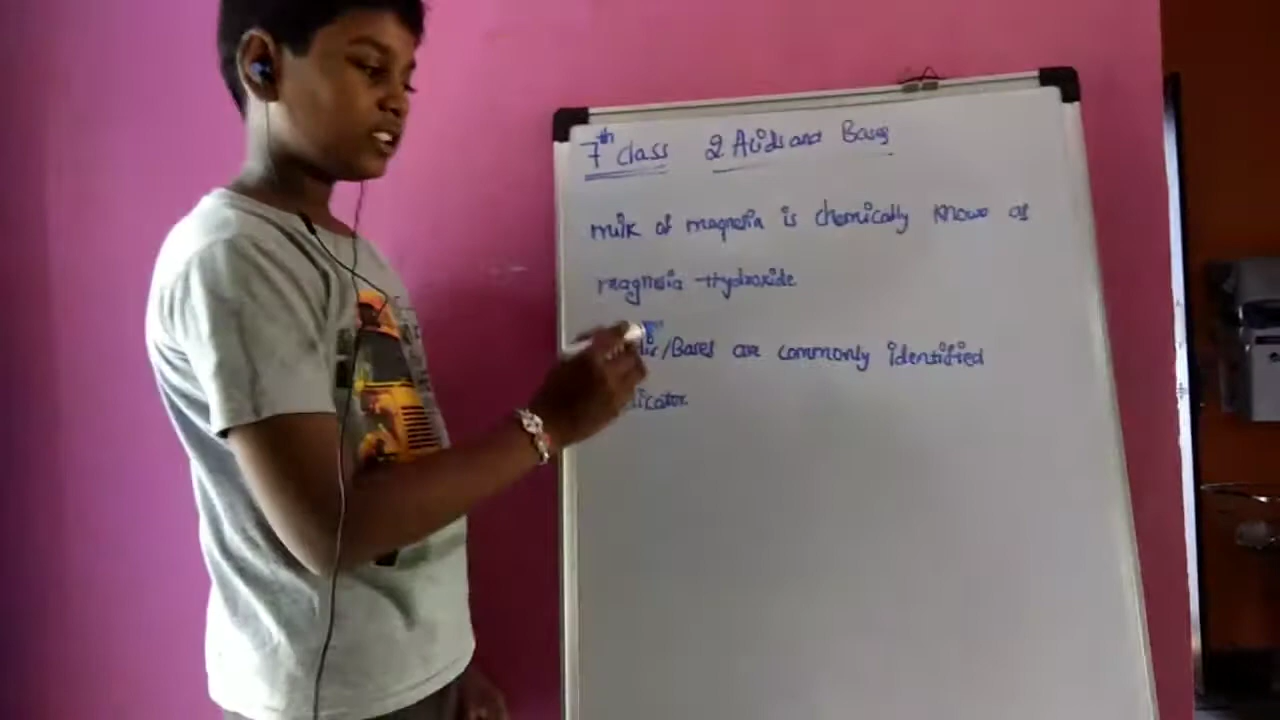 7th class 2 Acids and Bases
milk of magnesia is chemically known as
magnesia Hydroxide
/Bases are commonly identified